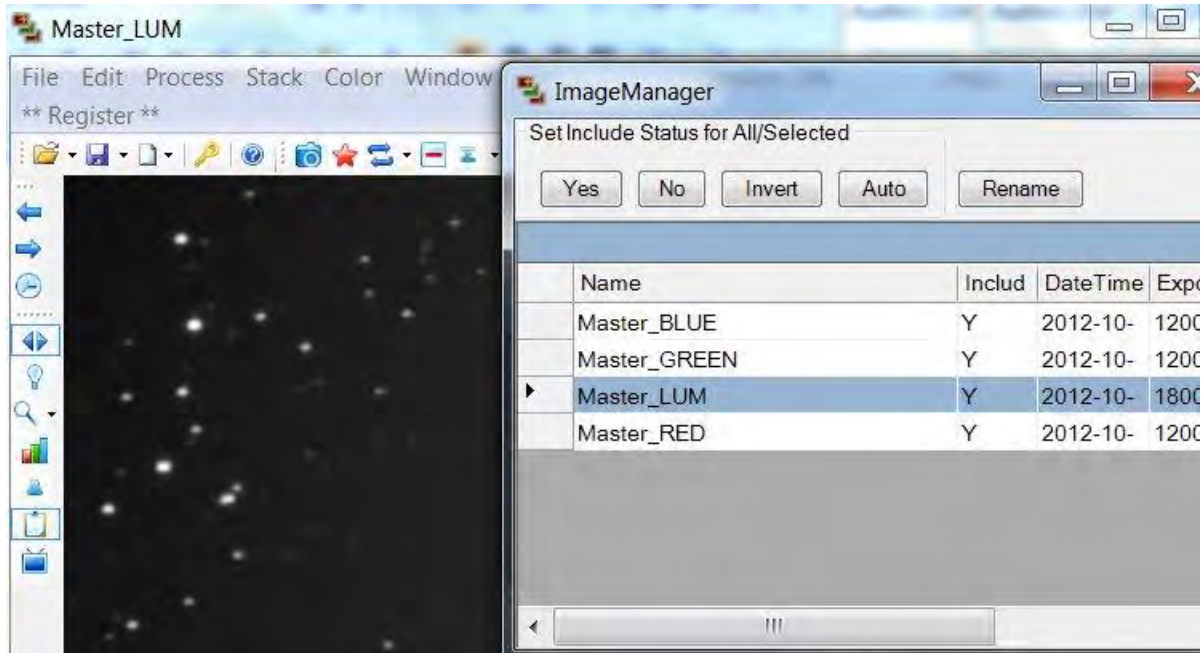 Master_LUM
File Edit Process Stack Color Window
** Register **
ImageManager
Set Include Status for All/Selected
Yes No Invert Auto Rename
Name Includ DateTime Expo
Master_BLUE Y 2012-10- 1200
Master_GREEN Y 2012-10- 1200
Master_LUM Y 2012-10- 1800
Master_RED Y 2012-10- 1200